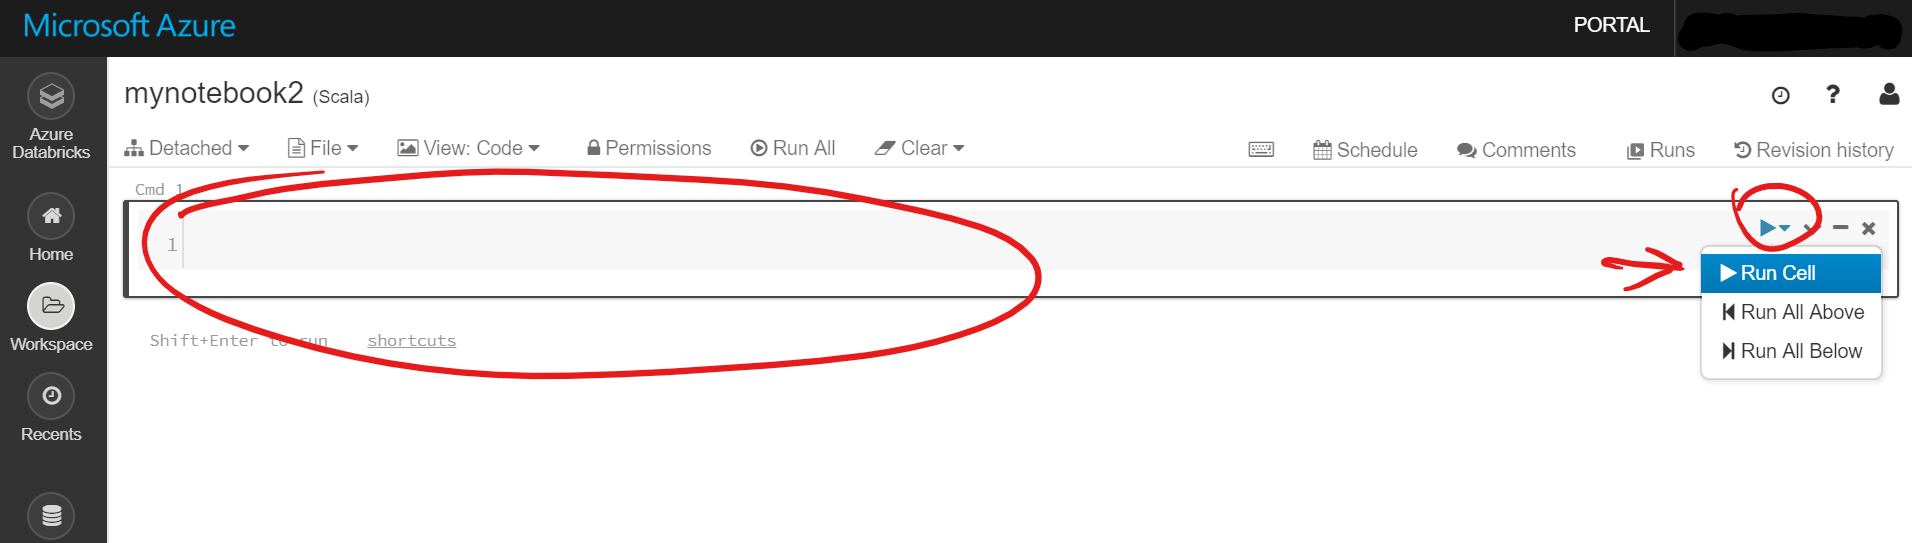 Microsoft Azure
PORTAL
Azure
Databricks
Home
Workspace
Recents
mynotebook2 (Scala)
?
Detached File View: Code Permissions Run All Clear Schedule Comments Runs Revision history
Cmd 1
1
Run Cell
Run All Above
Run All Below
Shift+Enter to run shortcuts